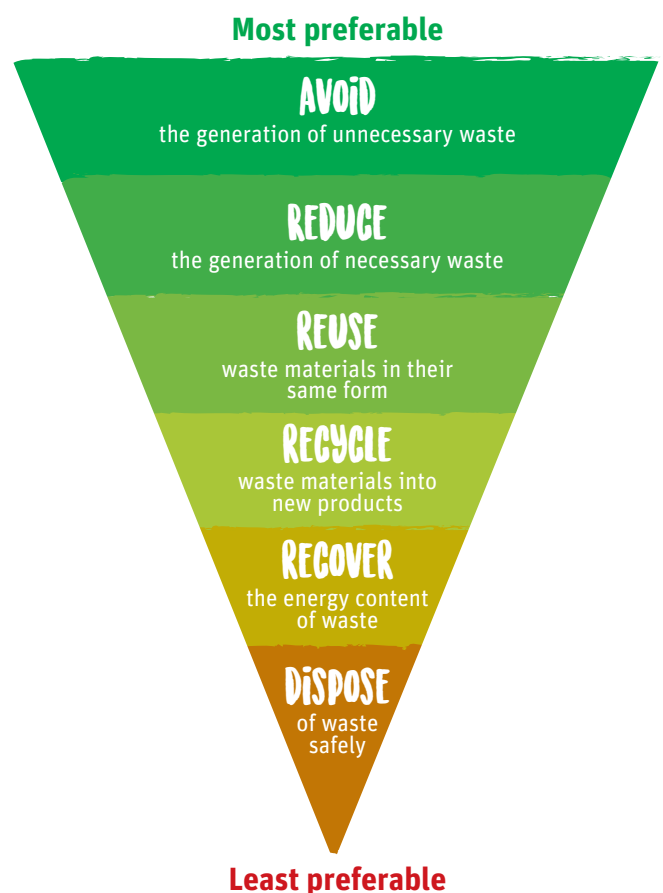 Most preferable
AVOiD
the generation of unnecessary waste
REDUCE
the generation of necessary waste
REUSE
waste materials in their
same form
RECYCLE
waste materials into
new products
RECOVER
the energy content
of waste
DiSPOSE
of waste
safely
Least preferable